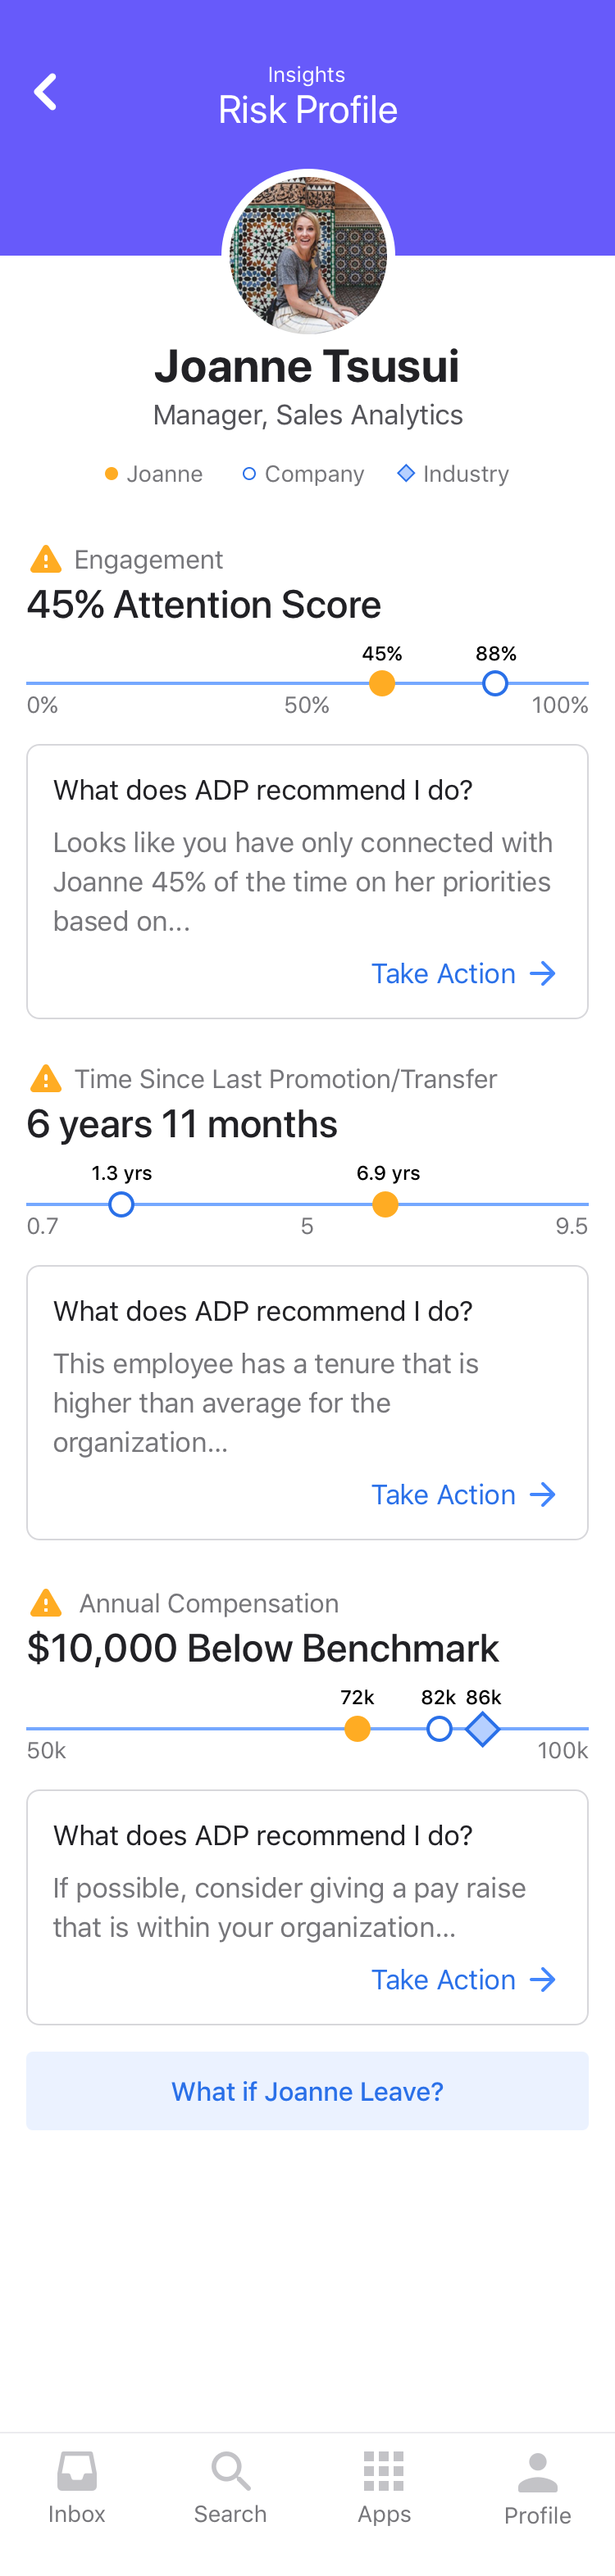 Insights
Risk Profile
Joanne Tsusui
Manager, Sales Analytics
Joanne Company Industry
Engagement
45% Attention Score
45% 88%
0% 50% 100%
What does ADP recommend I do?
Looks like you have only connected with
Joanne 45% of the time on her priorities
based on...
Take Action
Time Since Last Promotion/Transfer
6 years 11 months
1.3 yrs 6.9 yrs
0.7 5 9.5
What does ADP recommend I do?
This employee has a tenure that is
higher than average for the
organization...
Take Action
Annual Compensation
$10,000 Below Benchmark
72k 82k 86k
50k 100k
What does ADP recommend I do?
If possible, consider giving a pay raise
that is within your organization...
Take Action
What if Joanne Leave?
Inbox Search Apps Profile